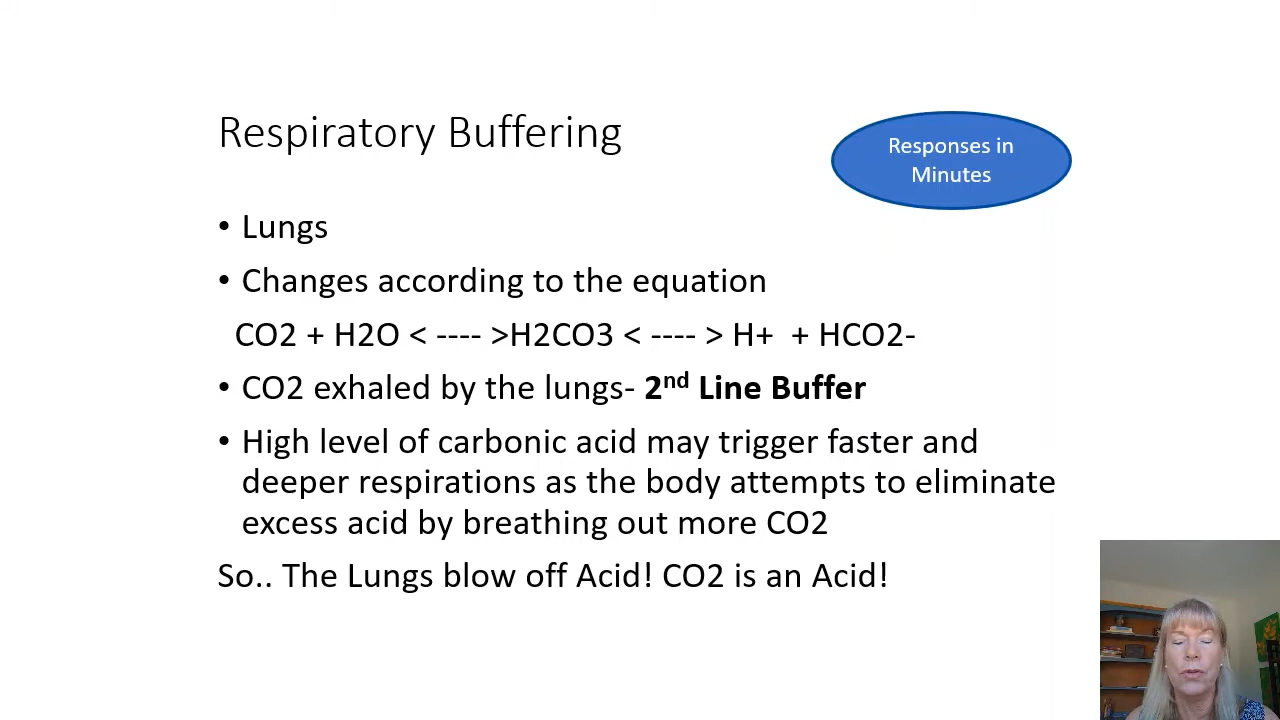 Respiratory Buffering
Responses in
Minutes
• Lungs
• Changes according to the equation
CO2 + H2O < ---- >H2CO3 < ---- > H+  + HCO2-
• CO2 exhaled by the lungs- 2nd Line Buffer
• High level of carbonic acid may trigger faster and
deeper respirations as the body attempts to eliminate
excess acid by breathing out more CO2
So.. The Lungs blow off Acid! CO2 is an Acid!